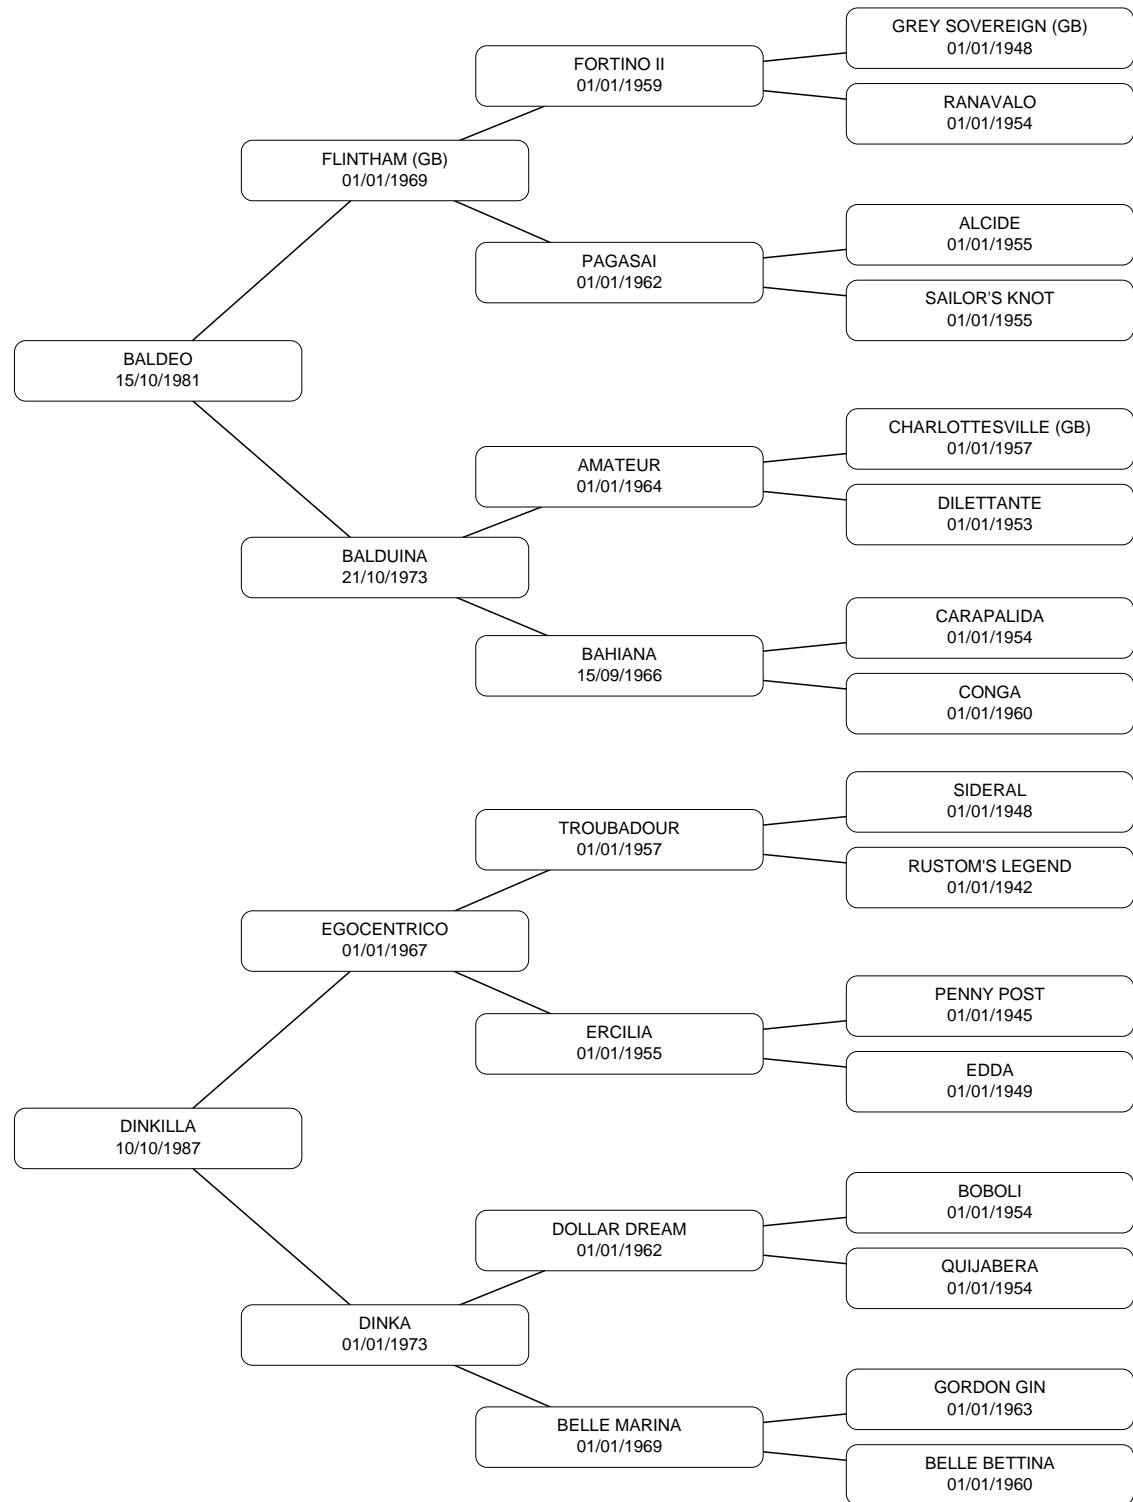 GREY SOVEREIGN (GB)
01/01/1948
FORTINO II
01/01/1959
RANAVALO
01/01/1954
FLINTHAM (GB)
01/01/1969
ALCIDE
01/01/1955
PAGASAI
01/01/1962
SAILOR'S KNOT
01/01/1955
BALDEO
15/10/1981
CHARLOTTESVILLE (GB)
01/01/1957
AMATEUR
01/01/1964
DILETTANTE
01/01/1953
BALDUINA
21/10/1973
CARAPALIDA
01/01/1954
BAHIANA
15/09/1966
CONGA
01/01/1960
SIDERAL
01/01/1948
TROUBADOUR
01/01/1957
RUSTOM'S LEGEND
01/01/1942
EGOCENTRICO
01/01/1967
PENNY POST
01/01/1945
ERCILIA
01/01/1955
EDDA
01/01/1949
DINKILLA
10/10/1987
BOBOLI
01/01/1954
DOLLAR DREAM
01/01/1962
QUIJABERA
01/01/1954
DINKA
01/01/1973
GORDON GIN
01/01/1963
BELLE MARINA
01/01/1969
BELLE BETTINA
01/01/1960